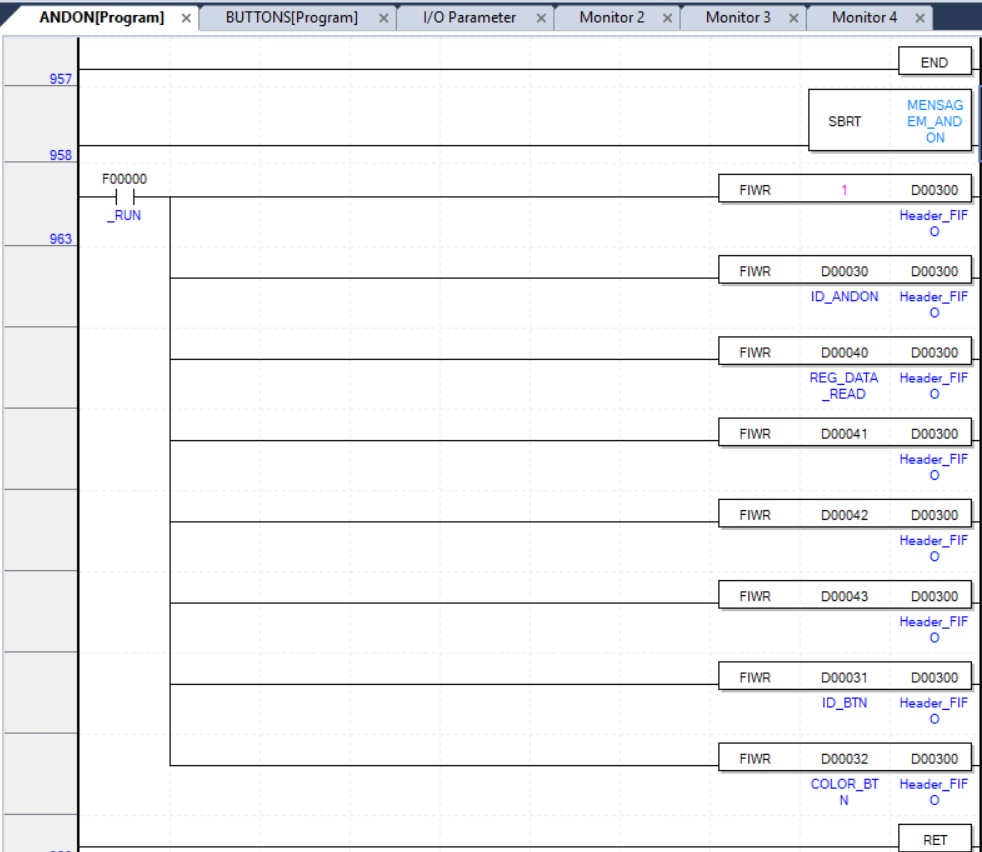 ANDON[Program] × BUTTONS[Program] × I/O Parameter × Monitor 2 × Monitor 3 × Monitor 4 ×
END
957
SBRT MENSAG
EM_AND
ON
958
F00000
_RUN
FIWR 1 D00300
Header_FIF
O
963
FIWR D00030 D00300
ID_ANDON Header_FIF
O
FIWR D00040 D00300
REG_DATA Header_FIF
_READ O
FIWR D00041 D00300
Header_FIF
O
FIWR D00042 D00300
Header_FIF
O
FIWR D00043 D00300
Header_FIF
O
FIWR D00031 D00300
ID_BTN Header_FIF
O
FIWR D00032 D00300
COLOR_BT Header_FIF
N O
RET